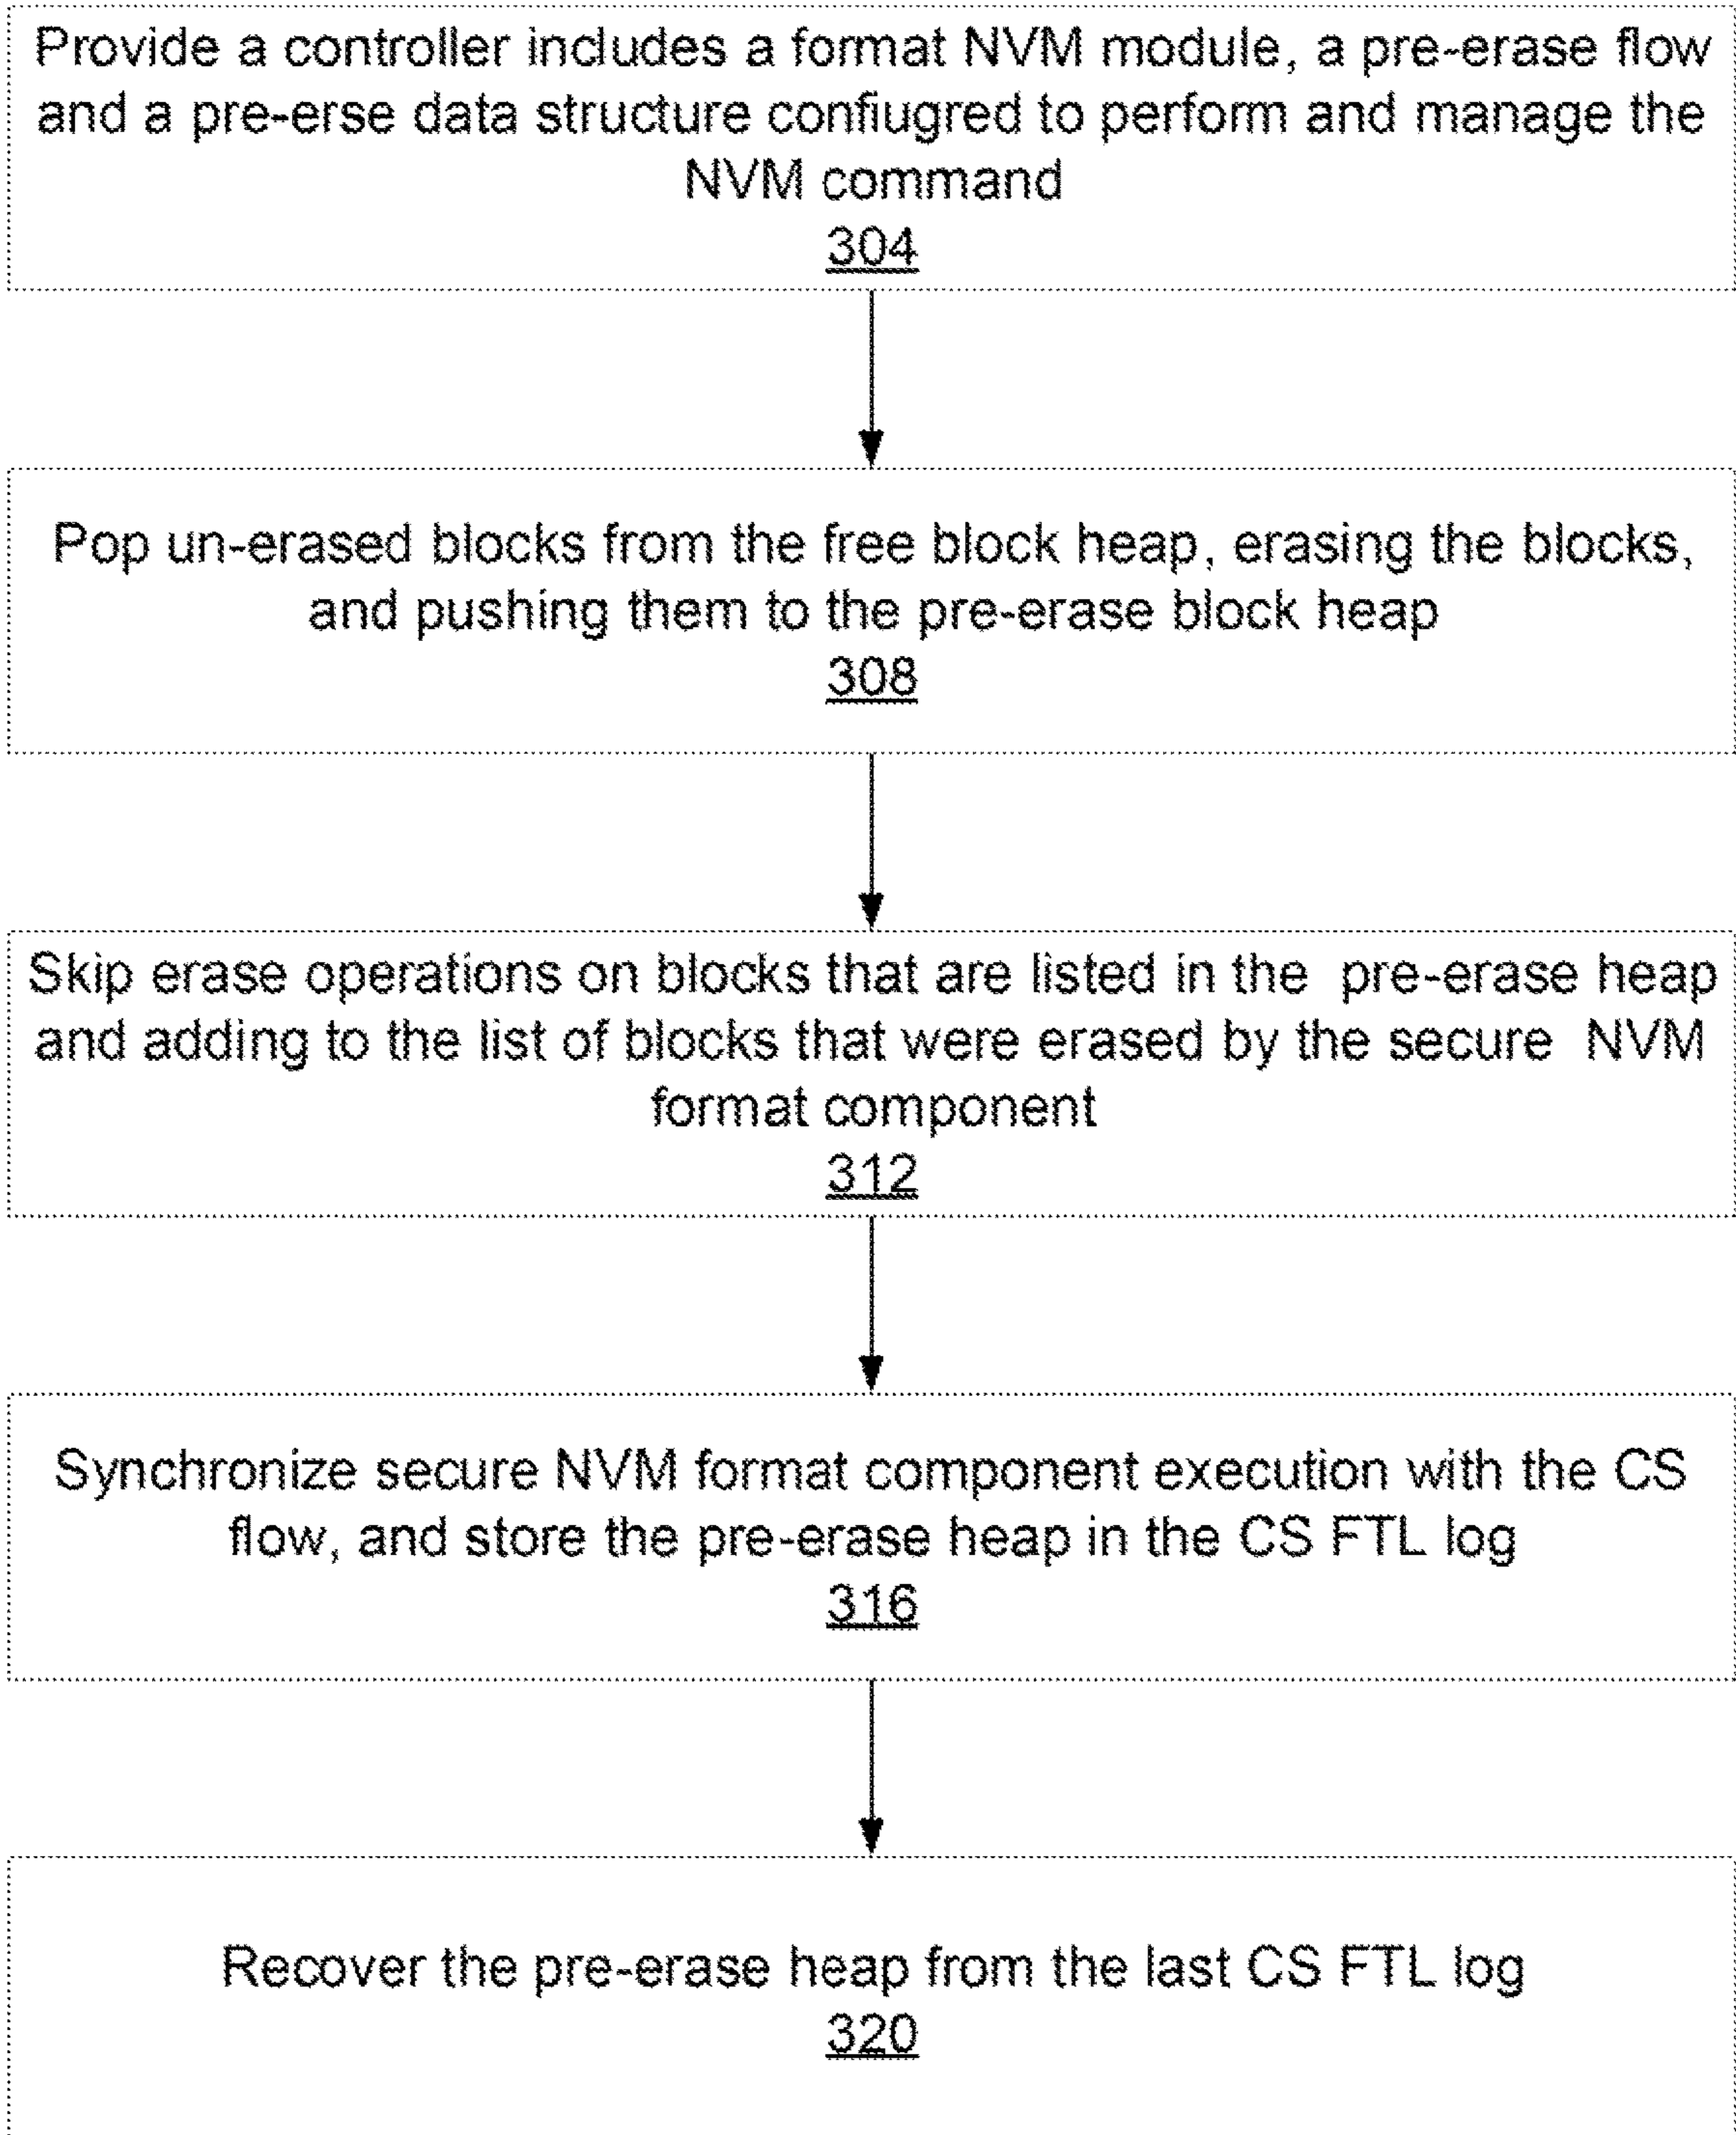 Provide a controller includes a format NVM module, a pre-erase flow
and a pre-erse data structure confiugred to perform and manage the
NVM command
304
Pop un-erased blocks from the free block heap, erasing the blocks,
and pushing them to the pre-erase block heap
308
Skip erase operations on blocks that are listed in the pre-erase heap
and adding to the list of blocks that were erased by the secure NVM
format component
312
Synchronize secure NVM format component execution with the CS
flow, and store the pre-erase heap in the CS FTL log
316
Recover the pre-erase heap from the last CS FTL log
320